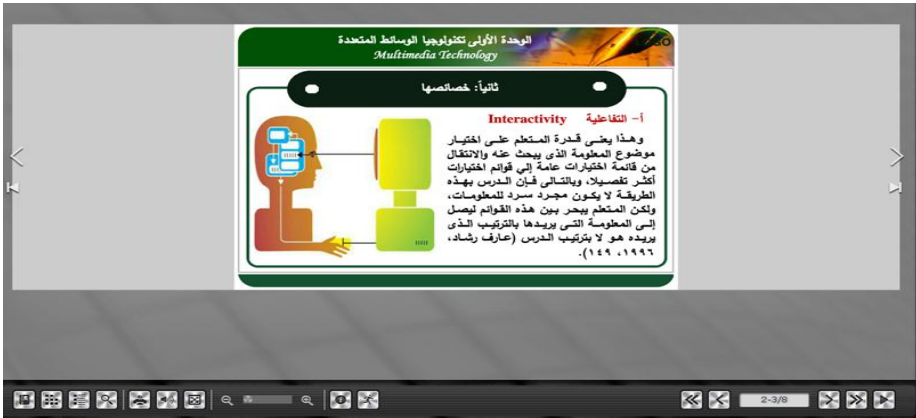 الوحدة الأولى تكنولوجيا الوسائط المتعددة
Multimedia Technology
ثانياً: خصائصها
أ- التفاعلية Interactivity
وهذا يعنى قدرة المتعلم على اختيار
موضوع المعلومة الذى يبحث عنه والانتقال
من قائمة اختيارات عامة إلي قوائم اختيارات
أكثر تفصيلا، وبالتالى فإن الدرس بهذه
الطريقة لا يكون مجرد سرد للمعلومات،
ولكن المتعلم يبحر بين هذه القوائم ليصل
إلى المعلومة التى يريدها بالترتيب الذى
يريده هو لا بترتيب الدرس (عارف رشاد،
١٩٩٦، ١٤٩).
2-3/8